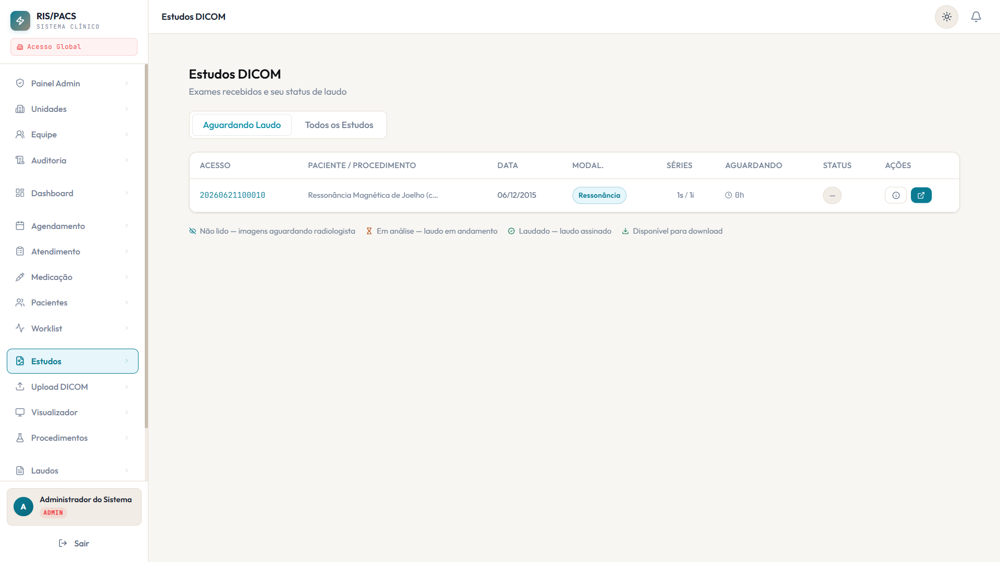 RIS/PACS
SISTEMA CLÍNICO
Acesso Global
Painel Admin
Unidades
Equipe
Auditoria
Dashboard
Agendamento
Atendimento
Medicação
Pacientes
Worklist
Estudos
Upload DICOM
Visualizador
Procedimentos
Laudos
A
Administrador do Sistema
ADMIN
Sair
Estudos DICOM
Estudos DICOM
Exames recebidos e seu status de laudo
Aguardando Laudo Todos os Estudos
ACESSO PACIENTE / PROCEDIMENTO DATA MODAL. SÉRIES AGUARDANDO STATUS AÇÕES
20260621100010 Ressonância Magnética de Joelho (c... 06/12/2015 Ressonância 1s / 1i 0h —
Não lido — imagens aguardando radiologista Em análise — laudo em andamento Laudado — laudo assinado Disponível para download